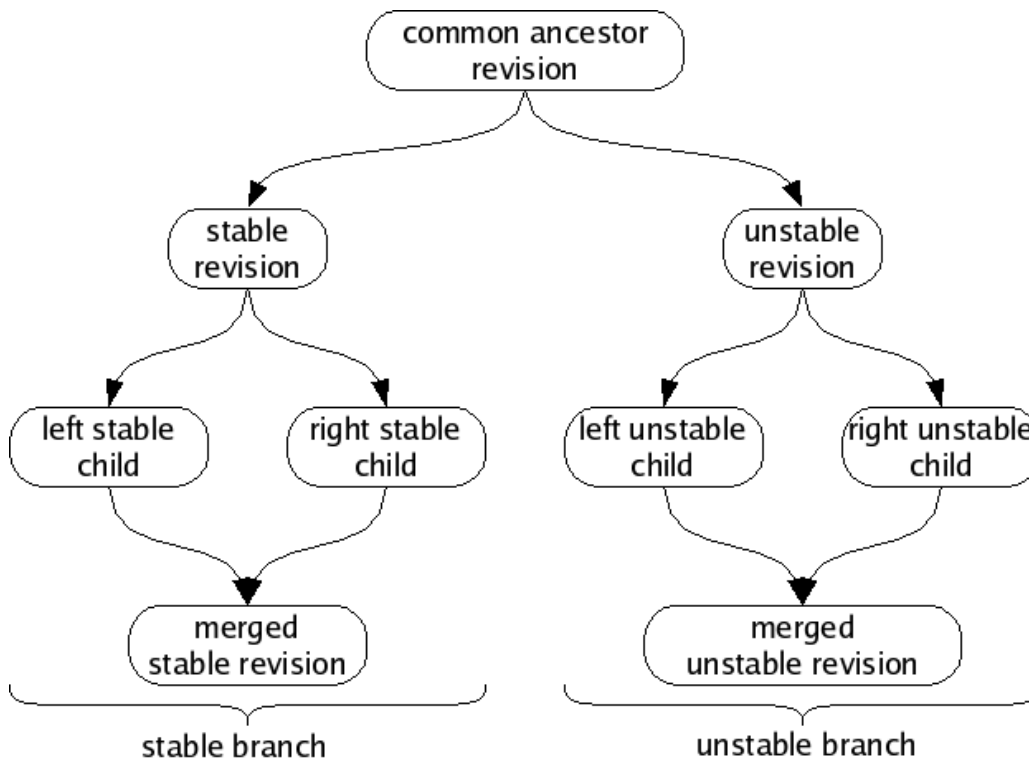 common ancestor
revision
stable
revision
unstable
revision
left stable
child
right stable
child
left unstable
child
right unstable
child
merged
stable revision
merged
unstable revision
stable branch
unstable branch